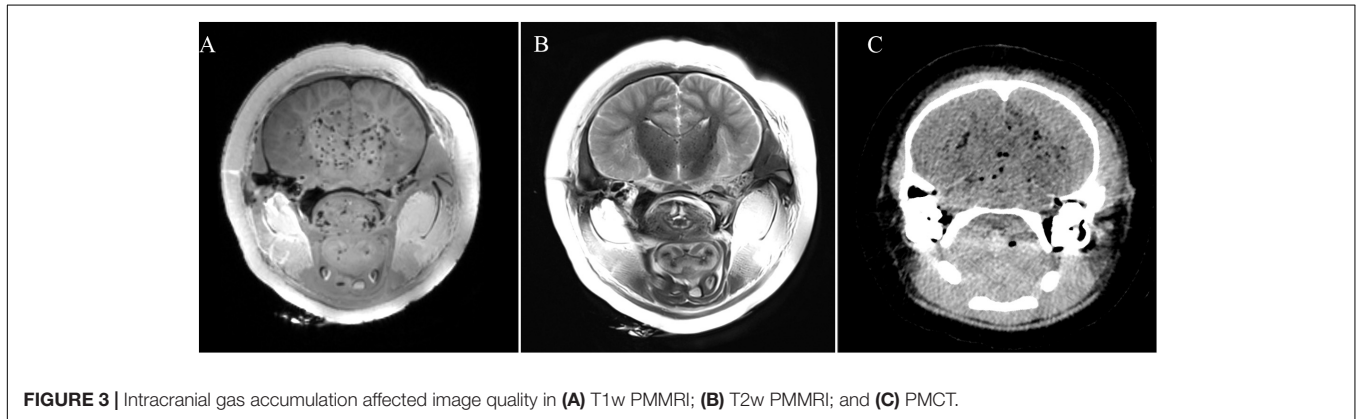 A
B
C
FIGURE 3 | Intracranial gas accumulation affected image quality in (A) T1w PMMRI; (B) T2w PMMRI; and (C) PMCT.